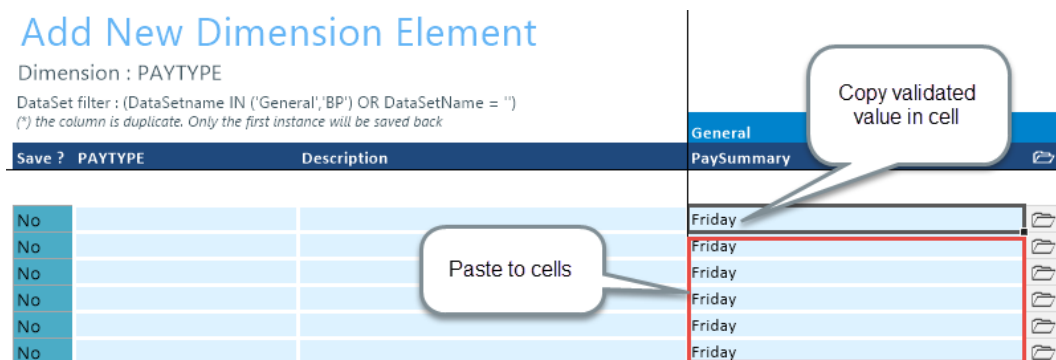 Add New Dimension Element
Dimension : PAYTYPE
DataSet filter : (DataSetname IN ('General','BP') OR DataSetName = '')
(*) the column is duplicate. Only the first instance will be saved back
Copy validated
value in cell
General
Save ? PAYTYPE Description PaySummary
No Friday
No Friday
Paste to cells
No Friday
No Friday
No Friday
No Friday